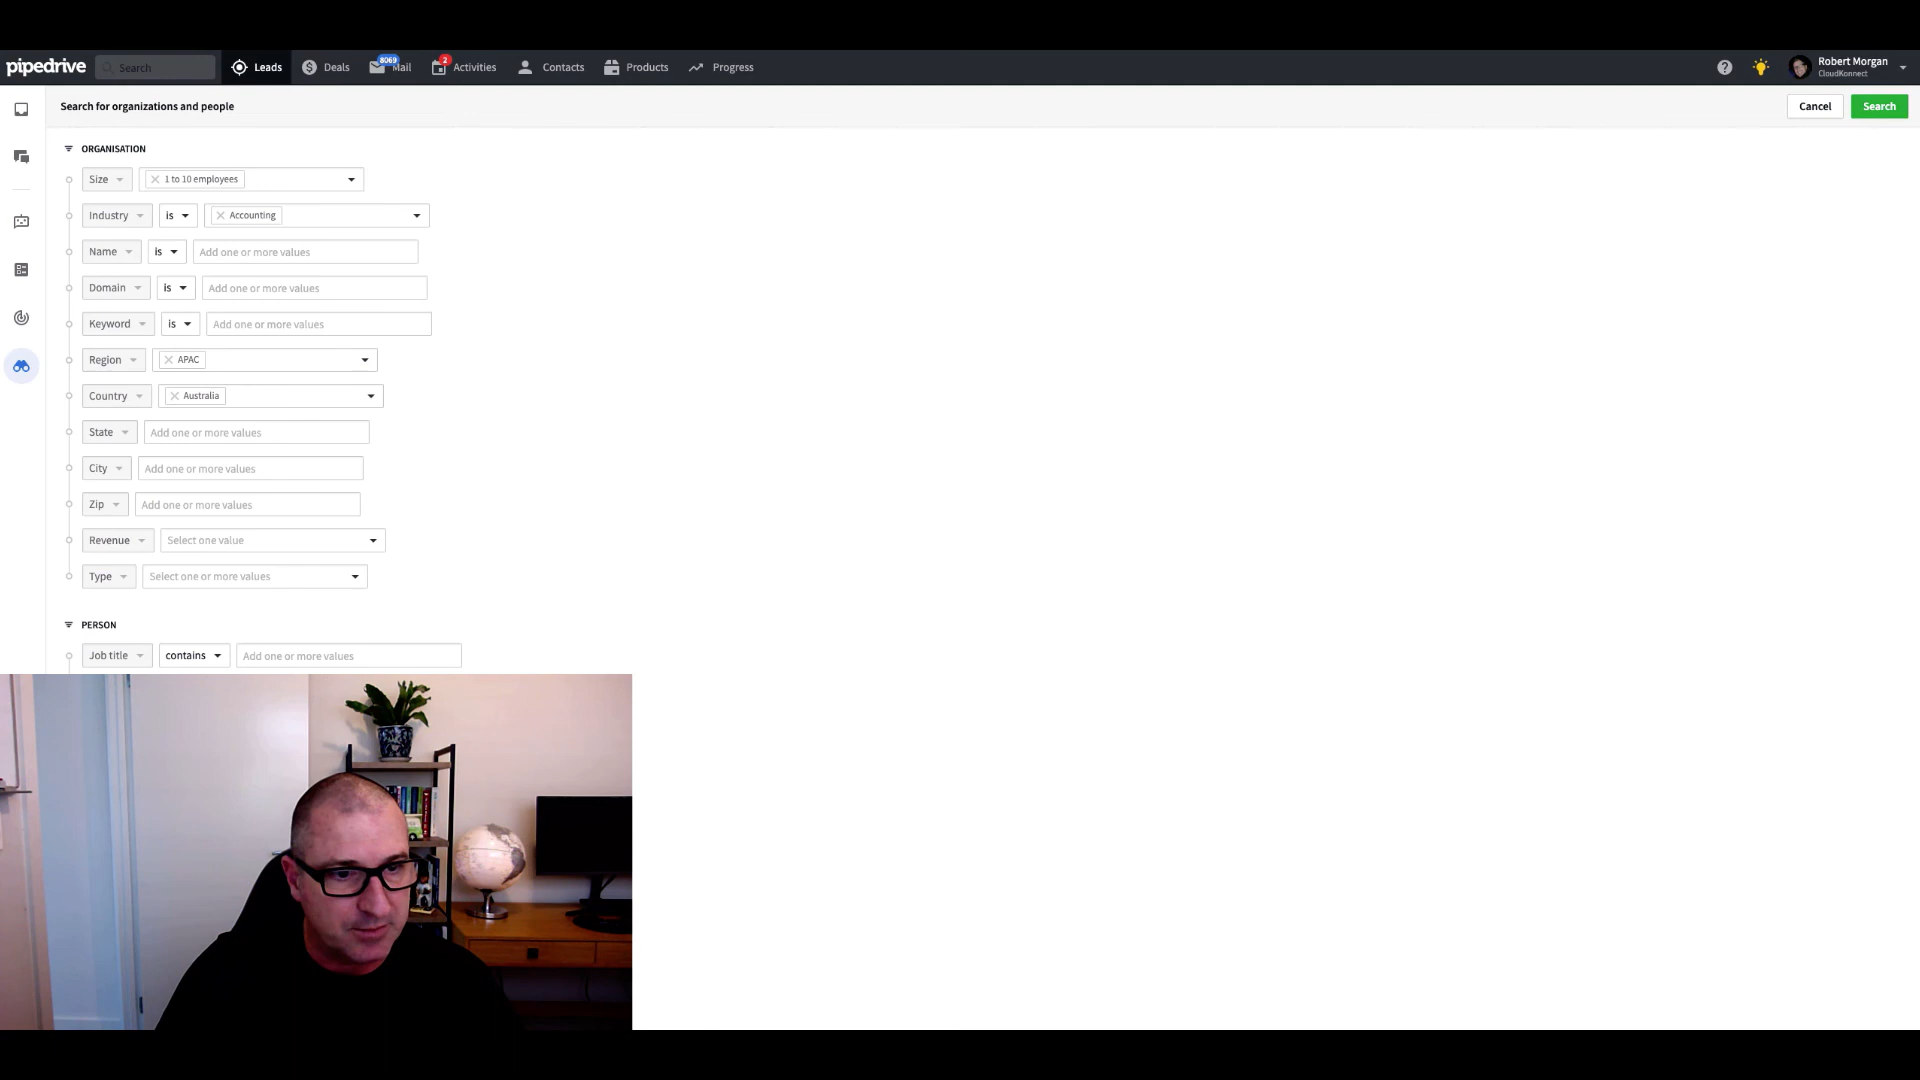 pipedrive Search Leads Deals 8069 Mail 2 Activities Contacts Products Progress Robert Morgan
CloudKonnect
Search for organizations and people Cancel Search
ORGANISATION
Size 1 to 10 employees
Industry is Accounting
Name is Add one or more values
Domain is Add one or more values
Keyword is Add one or more values
Region APAC
Country Australia
State Add one or more values
City Add one or more values
Zip Add one or more values
Revenue Select one value
Type Select one or more values
PERSON
Job title contains Add one or more values